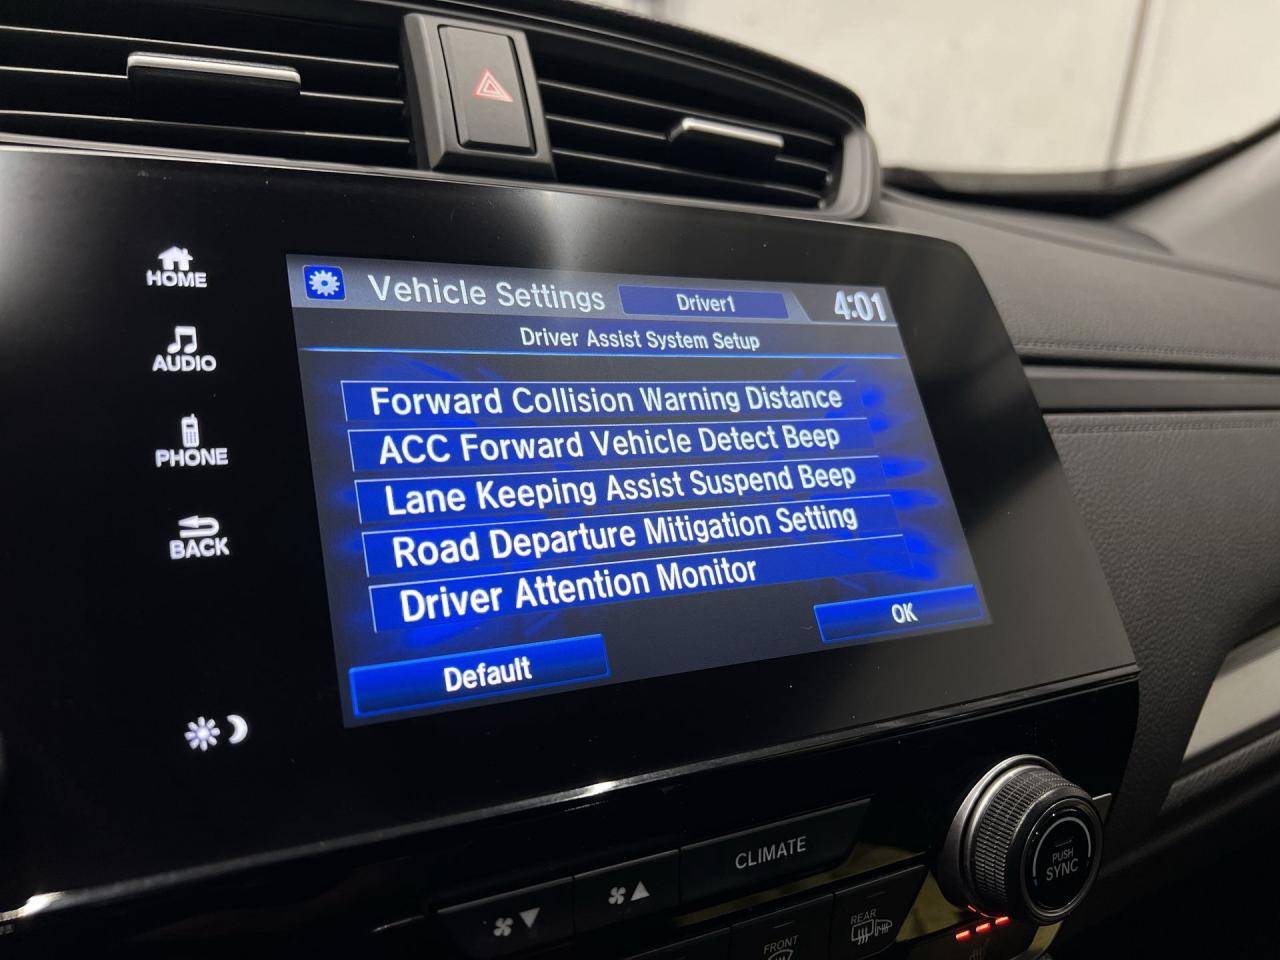 HOME
AUDIO
PHONE
BACK
Vehicle Settings
Driver1
4:01
Driver Assist System Setup
Forward Collision Warning Distance
ACC Forward Vehicle Detect Beep
Lane Keeping Assist Suspend Beep
Road Departure Mitigation Setting
Driver Attention Monitor
Default
OK
CLIMATE
PUSH
SYNC
REAR
FRONT